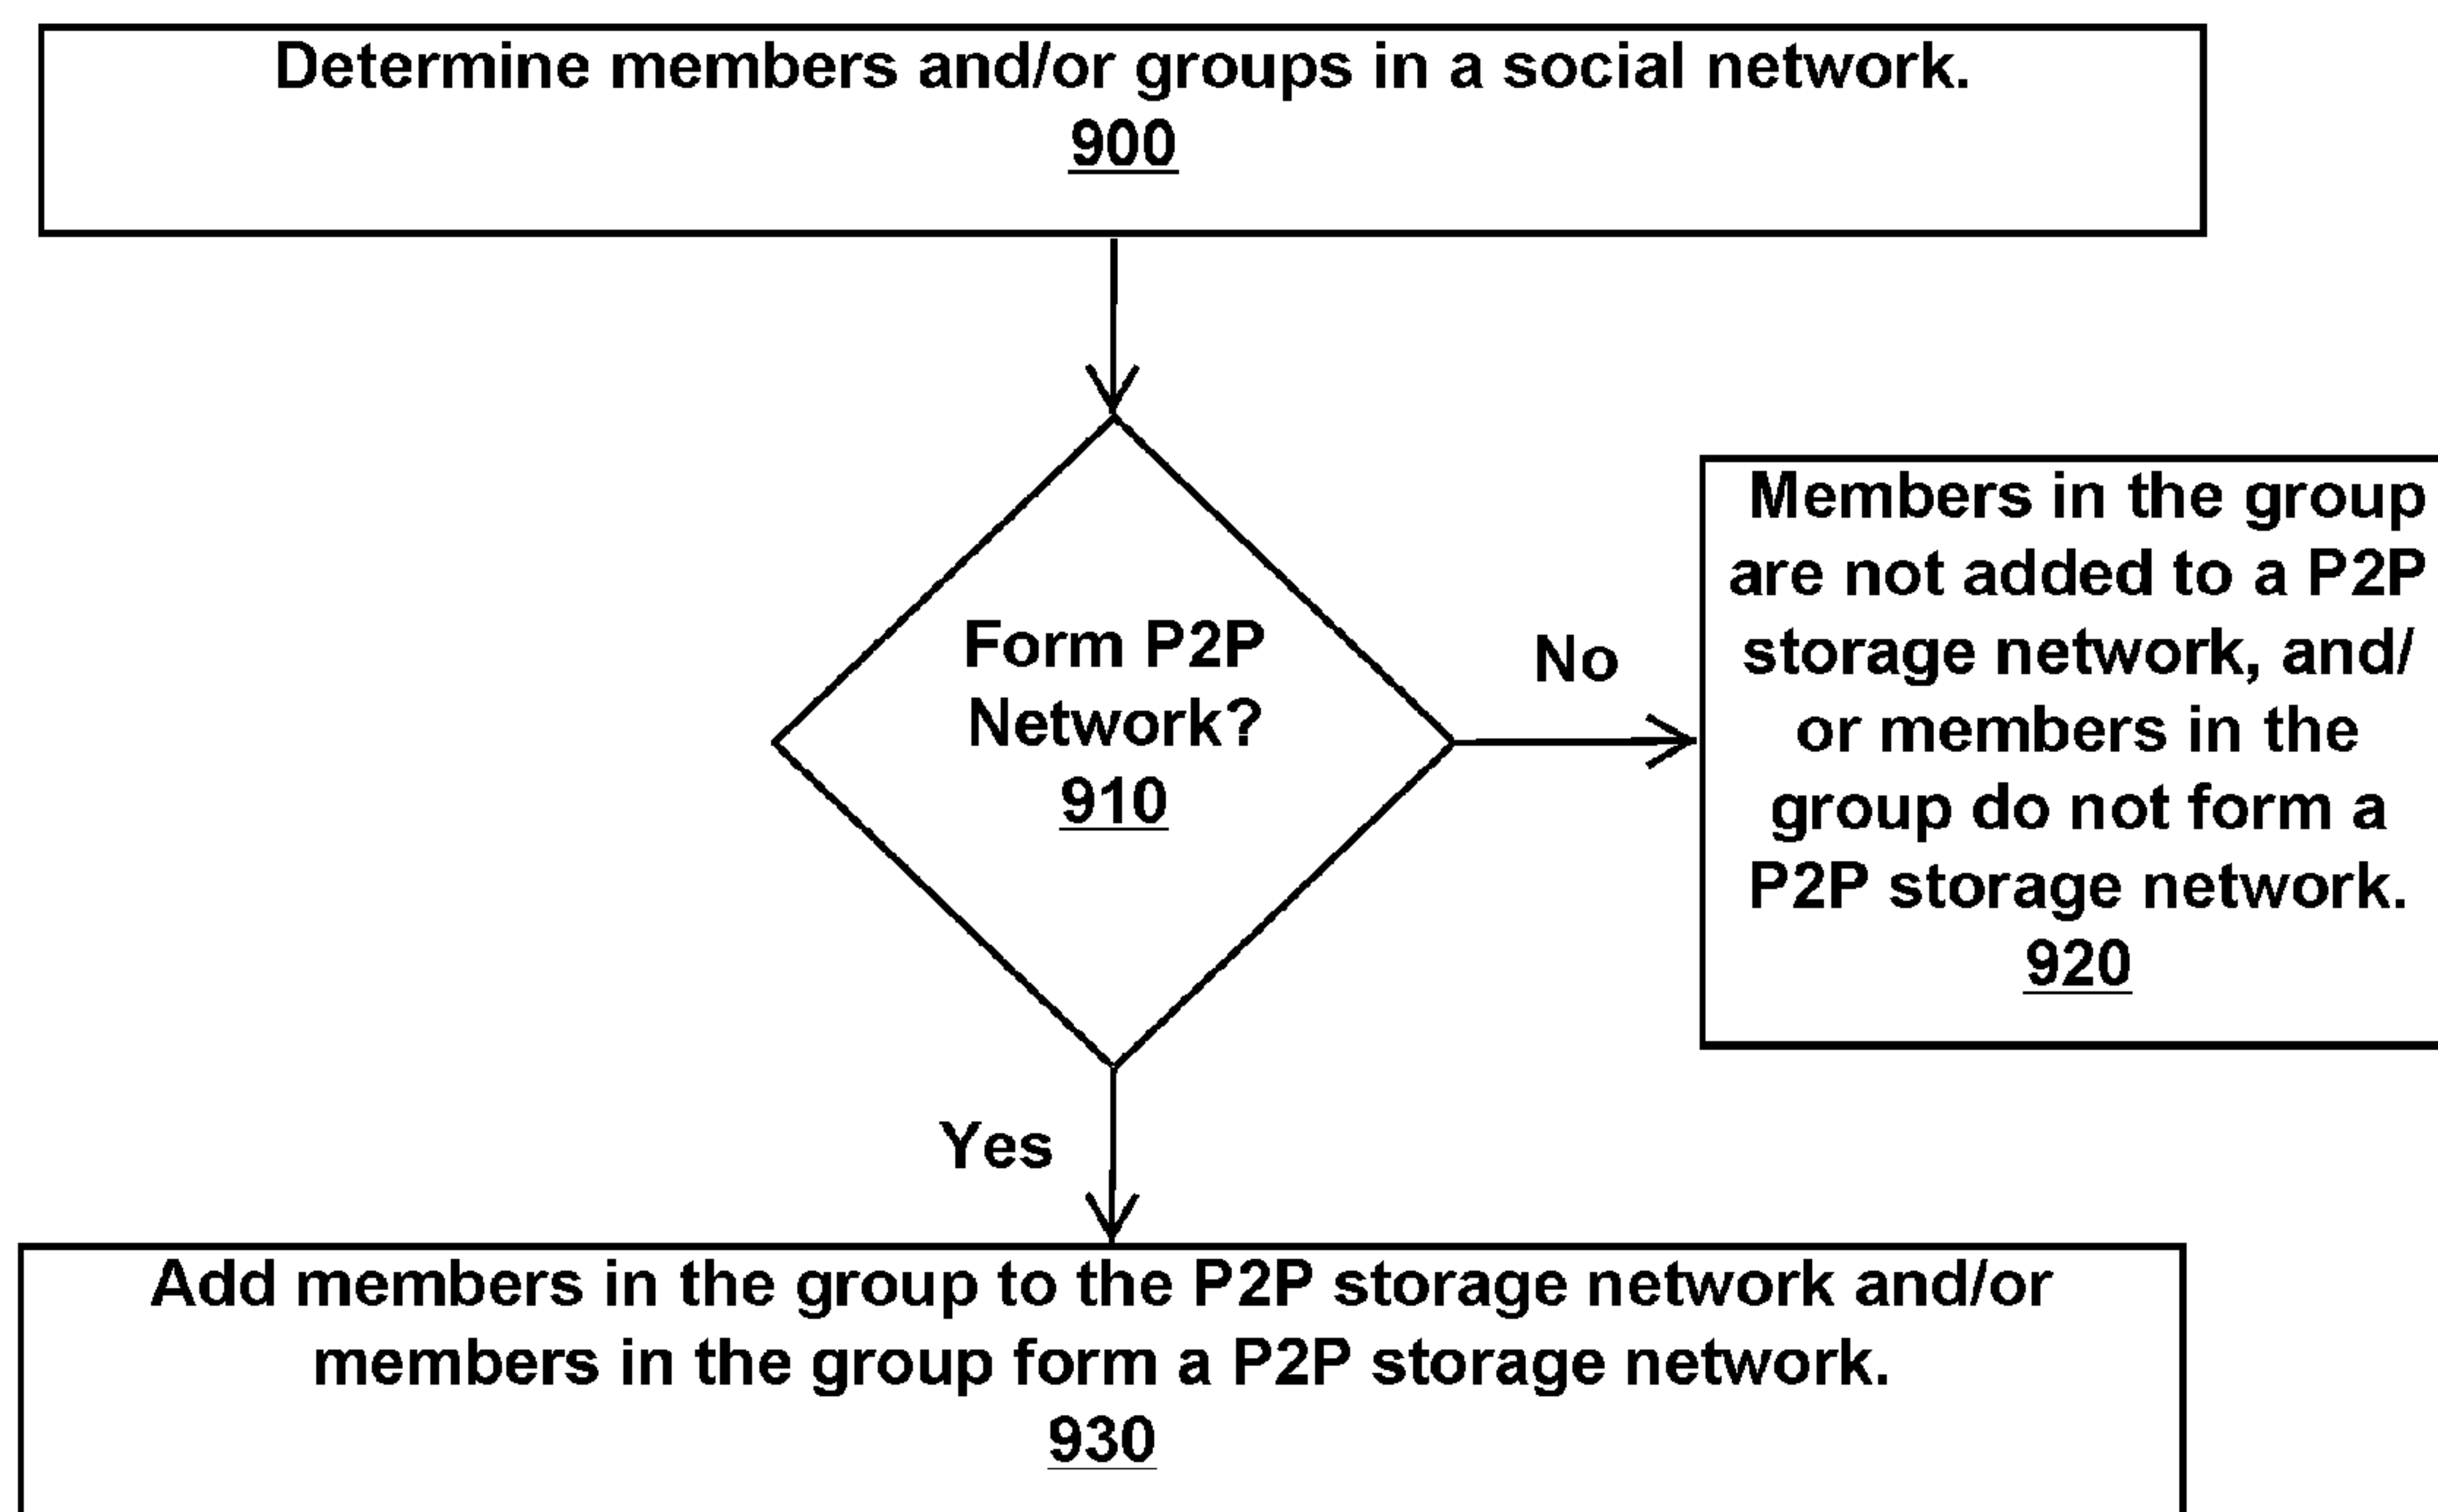 Determine members and/or groups in a social network.
900
Form P2P
Network?
910
No
Members in the group
are not added to a P2P
storage network, and/
or members in the
group do not form a
P2P storage network.
920
Yes
Add members in the group to the P2P storage network and/or
members in the group form a P2P storage network.
930